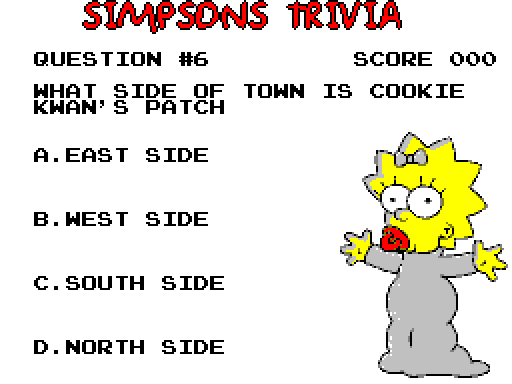 SIMPSONS TRIVIA
QUESTION #6 SCORE 000
WHAT SIDE OF TOWN IS COOKIE
KWAN'S PATCH
A.EAST SIDE
B.WEST SIDE
C.SOUTH SIDE
D.NORTH SIDE